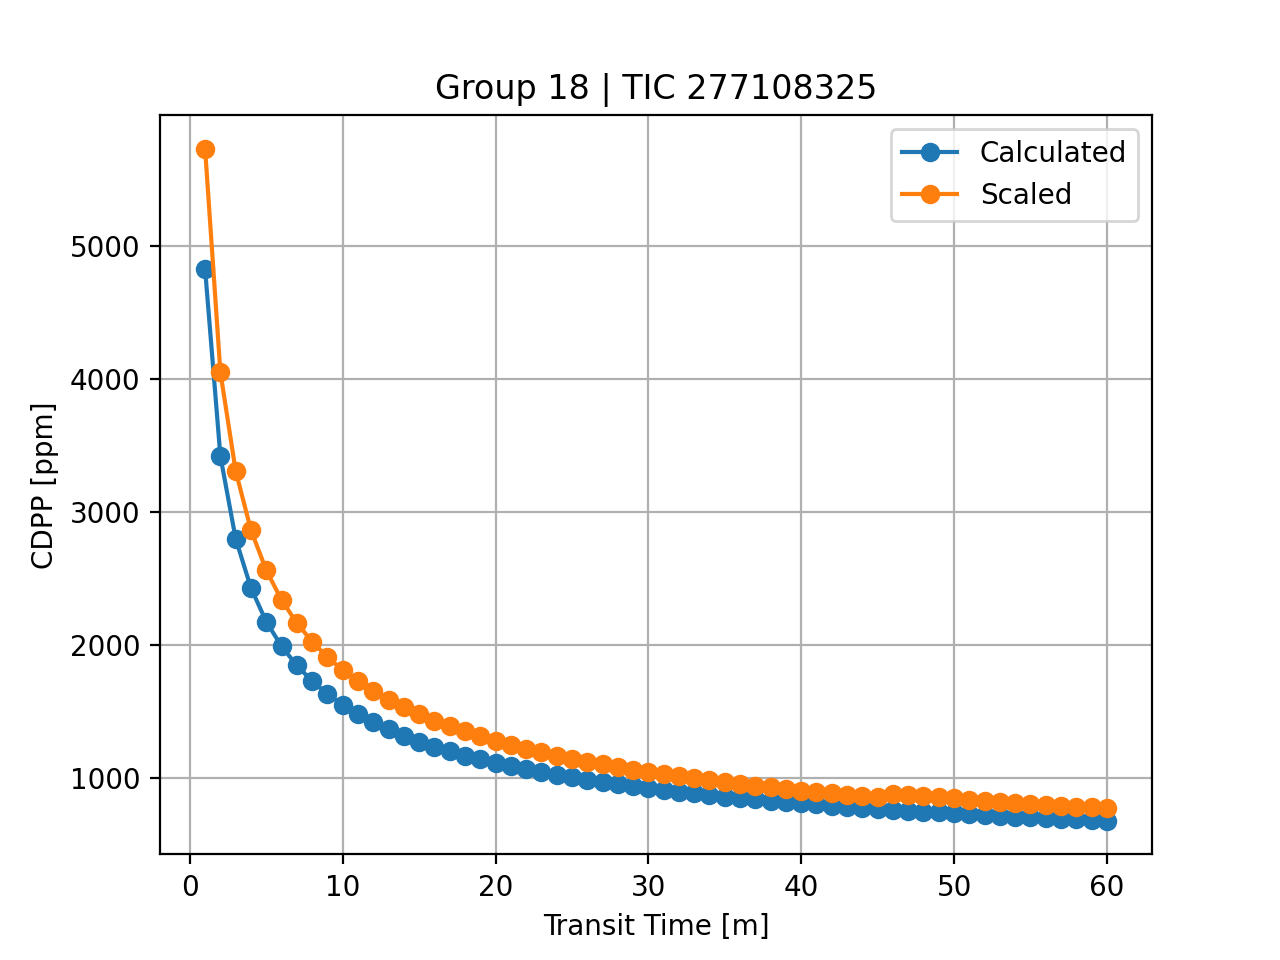 Group 18 | TIC 277108325
Calculated
Scaled
5000
4000
3000
2000
1000
CDPP [ppm]
0 10 20 30 40 50 60
Transit Time [m]